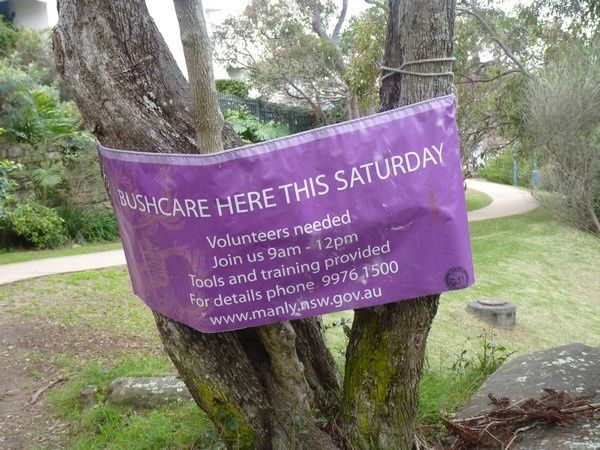 BUSHCARE HERE THIS SATURDAY
Volunteers needed
Join us 9am - 12pm
Tools and training provided
For details phone 9976 1500
www.manly.nsw.gov.au